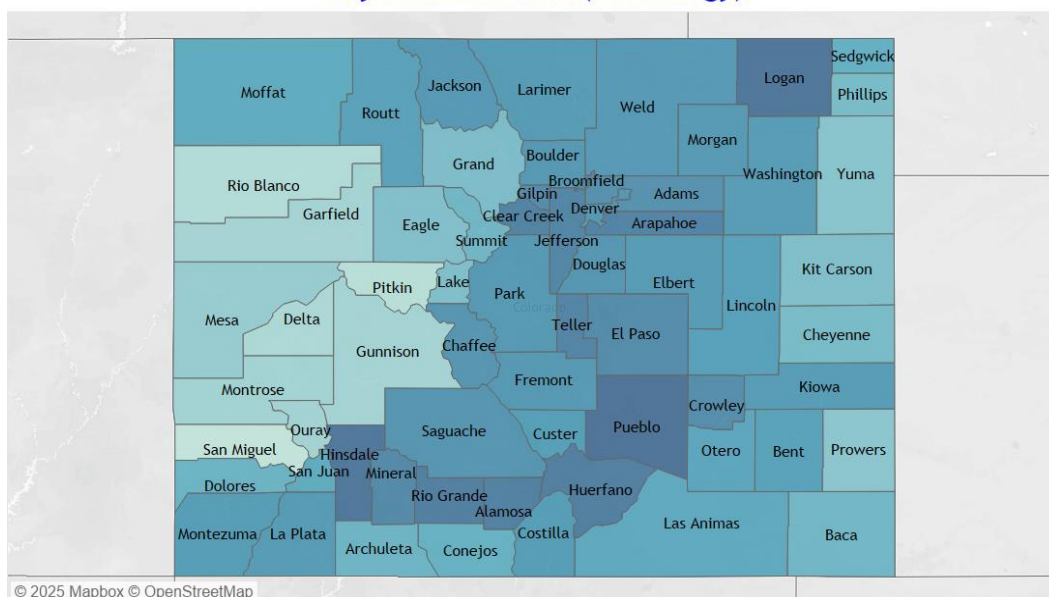 Sedgwick
Logan
Moffat
Jackson
Larimer
Phillips
Routt
Weld
Morgan
Boulder
Grand
Washington
Yuma
Rio Blanco
Broomfield
Gilpin
Adams
Garfield
Clear Creek
Denver
Eagle
Arapahoe
Summit
Jefferson
Douglas
Kit Carson
Lake
Elbert
Pitkin
Park
Lincoln
Colorado
Mesa
Delta
Teller
El Paso
Cheyenne
Chaffee
Gunnison
Fremont
Kiowa
Montrose
Crowley
Pueblo
Ouray
Saguache
Custer
San Miguel
Hinsdale
Otero
Bent
Prowers
San Juan
Mineral
Dolores
Rio Grande
Huerfano
Alamosa
Las Animas
Montezuma
La Plata
Costilla
Baca
Archuleta
Conejos
© 2025 Mapbox © OpenStreetMap